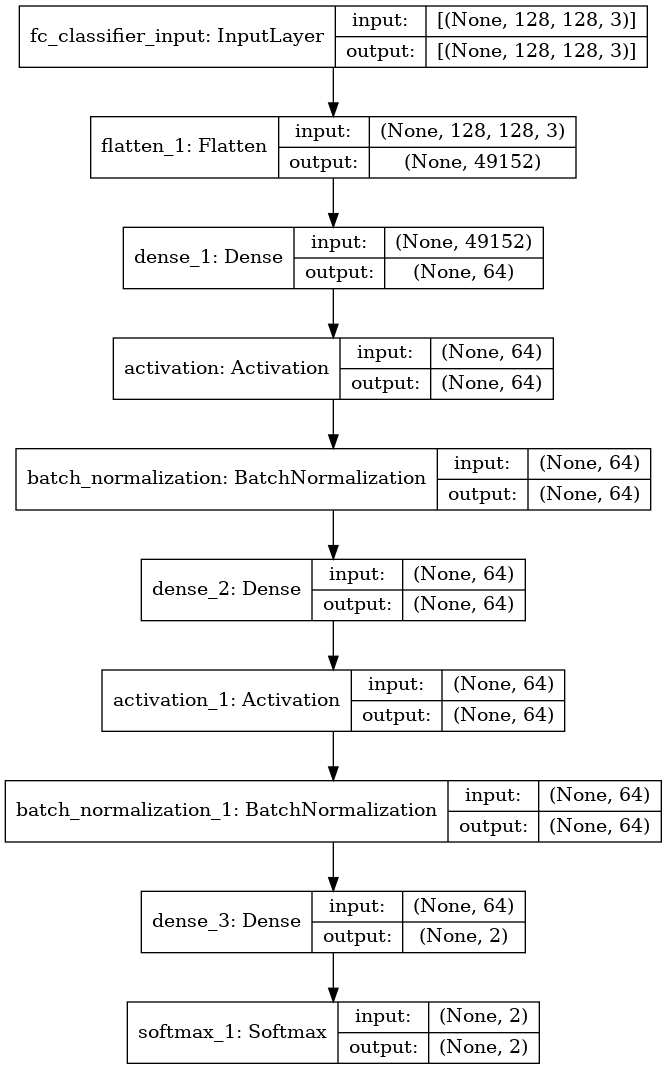 fc_classifier_input: InputLayer
input: [(None, 128, 128, 3)]
output: [(None, 128, 128, 3)]
flatten_1: Flatten
input: (None, 128, 128, 3)
output: (None, 49152)
dense_1: Dense
input: (None, 49152)
output: (None, 64)
activation: Activation
input: (None, 64)
output: (None, 64)
batch_normalization: BatchNormalization
input: (None, 64)
output: (None, 64)
dense_2: Dense
input: (None, 64)
output: (None, 64)
activation_1: Activation
input: (None, 64)
output: (None, 64)
batch_normalization_1: BatchNormalization
input: (None, 64)
output: (None, 64)
dense_3: Dense
input: (None, 64)
output: (None, 2)
softmax_1: Softmax
input: (None, 2)
output: (None, 2)